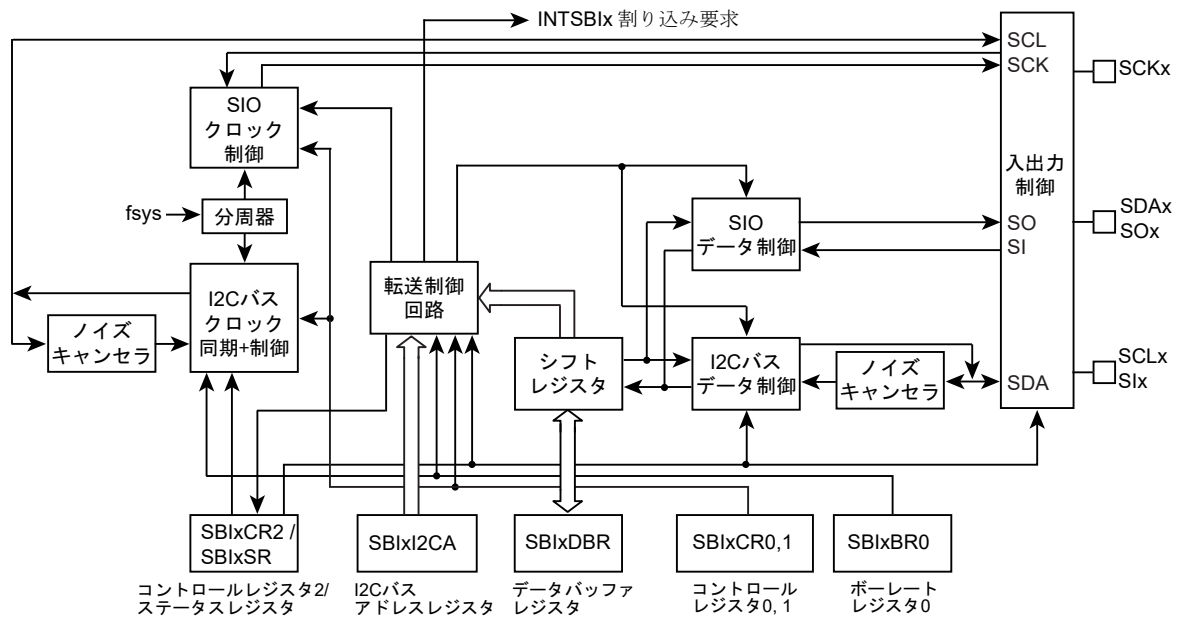 INTSBIx 割り込み要求
SCL
SCK
SCKx
SIO
クロック
制御
入出力
制御
fsys
分周器
SIO
データ制御
SO
SI
SDAx
SOx
I2Cバス
クロック
同期+制御
転送制御
回路
ノイズ
キャンセラ
シフト
レジスタ
I2Cバス
データ制御
ノイズ
キャンセラ
SDA
SCLx
SIx
SBIxCR2 /
SBIxSR
SBIxI2CA
SBIxDBR
SBIxCR0,1
SBIxBR0
コントロールレジスタ2/
ステータスレジスタ
I2Cバス
アドレスレジスタ
データバッファ
レジスタ
コントロール
レジスタ0, 1
ボーレート
レジスタ0